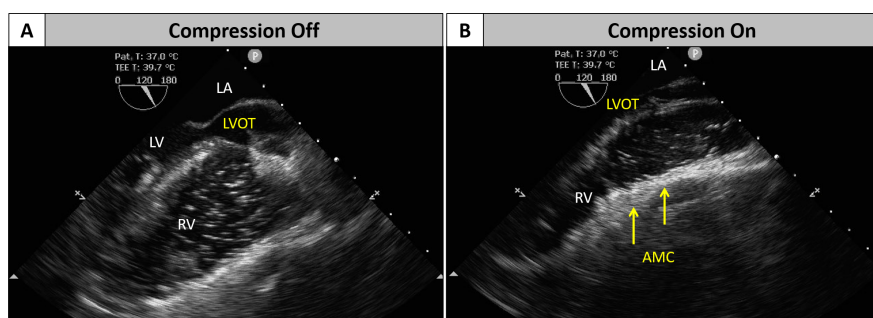 A
Compression Off
Pat. T: 37.0 °C
TEE T: 39.7 °C
0 120 180
P
LA
LVOT
LV
RV
B
Compression On
Pat. T: 37.0 °C
TEE T: 39.7 °C
0 120 180
P
LA
LVOT
RV
AMC